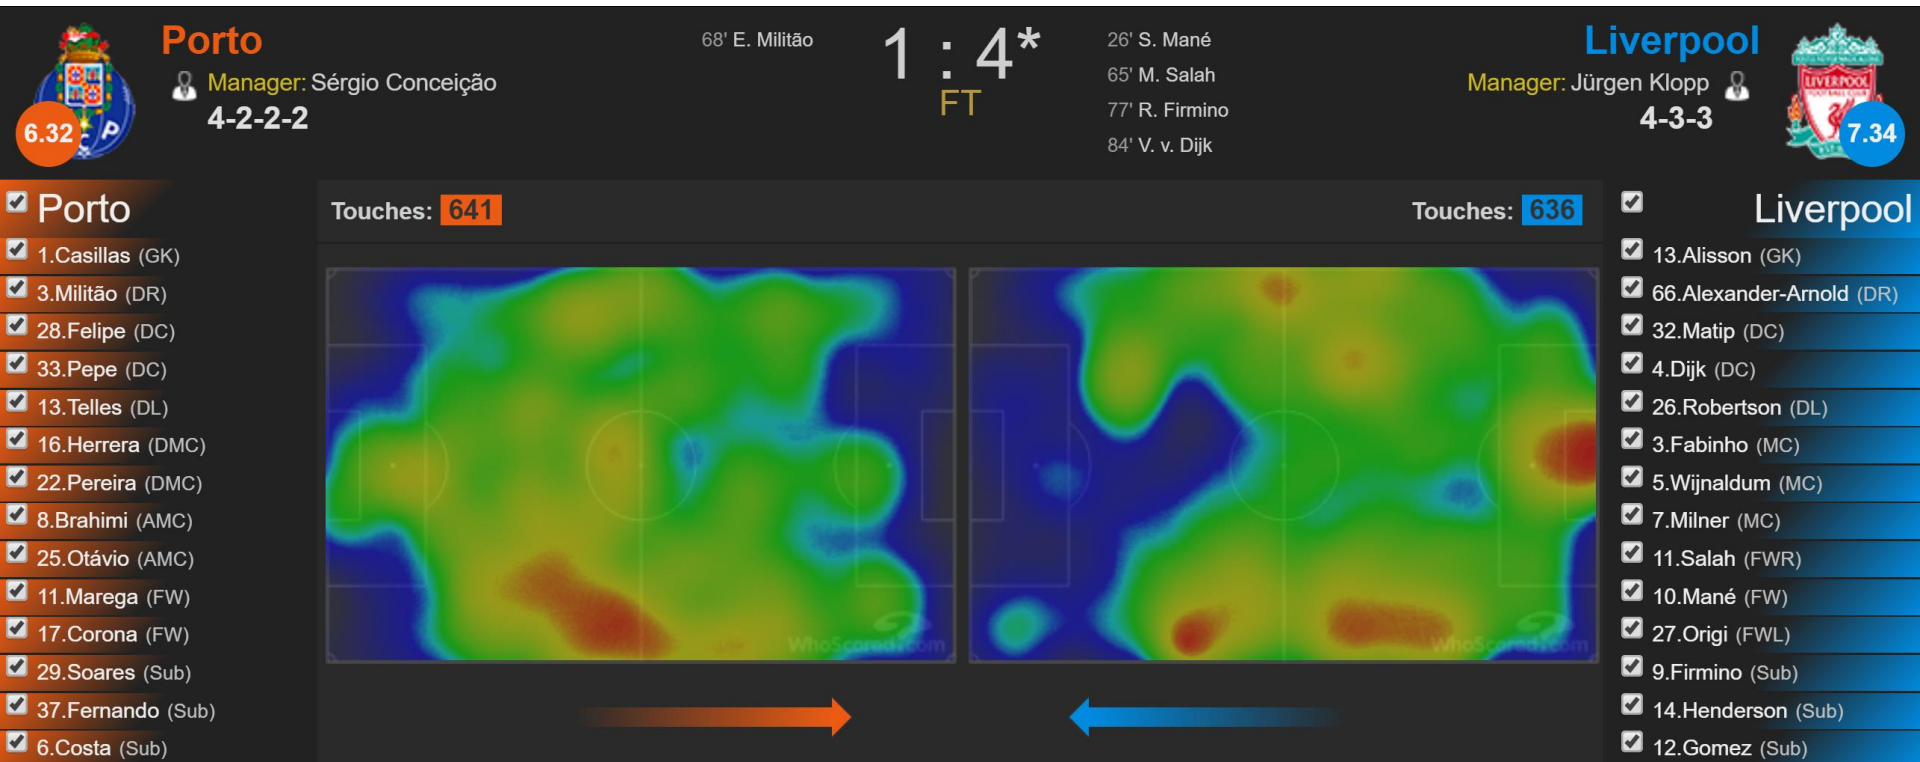 Porto
Manager: Sérgio Conceição
4-2-2-2
6.32
68' E. Militão
1 : 4*
FT
26' S. Mané
65' M. Salah
77' R. Firmino
84' V. v. Dijk
Liverpool
Manager: Jürgen Klopp
4-3-3
LIVERPOOL
7.34
Porto
1.Casillas (GK)
3.Militão (DR)
28.Felipe (DC)
33.Pepe (DC)
13.Telles (DL)
16.Herrera (DMC)
22.Pereira (DMC)
8.Brahimi (AMC)
25.Otávio (AMC)
11.Marega (FW)
17.Corona (FW)
29.Soares (Sub)
37.Fernando (Sub)
6.Costa (Sub)
Touches: 641
Touches: 636
WhoScored.com
WhoScored.com
Liverpool
13.Alisson (GK)
66.Alexander-Arnold (DR)
32.Matip (DC)
4.Dijk (DC)
26.Robertson (DL)
3.Fabinho (MC)
5.Wijnaldum (MC)
7.Milner (MC)
11.Salah (FWR)
10.Mané (FW)
27.Origi (FWL)
9.Firmino (Sub)
14.Henderson (Sub)
12.Gomez (Sub)